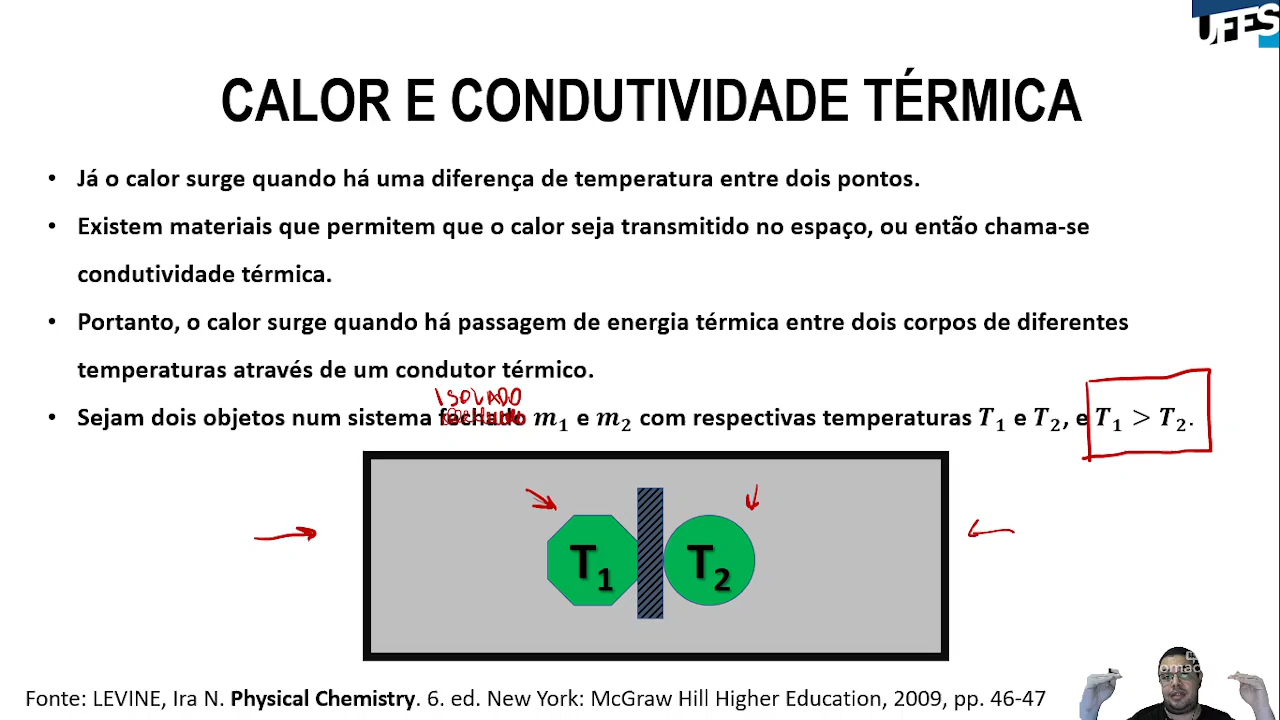 UFES
CALOR E CONDUTIVIDADE TÉRMICA
• Já o calor surge quando há uma diferença de temperatura entre dois pontos.
• Existem materiais que permitem que o calor seja transmitido no espaço, ou então chama-se
condutividade térmica.
• Portanto, o calor surge quando há passagem de energia térmica entre dois corpos de diferentes
temperaturas através de um condutor térmico.
ISOLADO
• Sejam dois objetos num sistema m₁ e m₂ com respectivas temperaturas T₁ e T₂, e T₁ > T₂.
T₁ T₂
Fonte: LEVINE, Ira N. Physical Chemistry. 6. ed. New York: McGraw Hill Higher Education, 2009, pp. 46-47